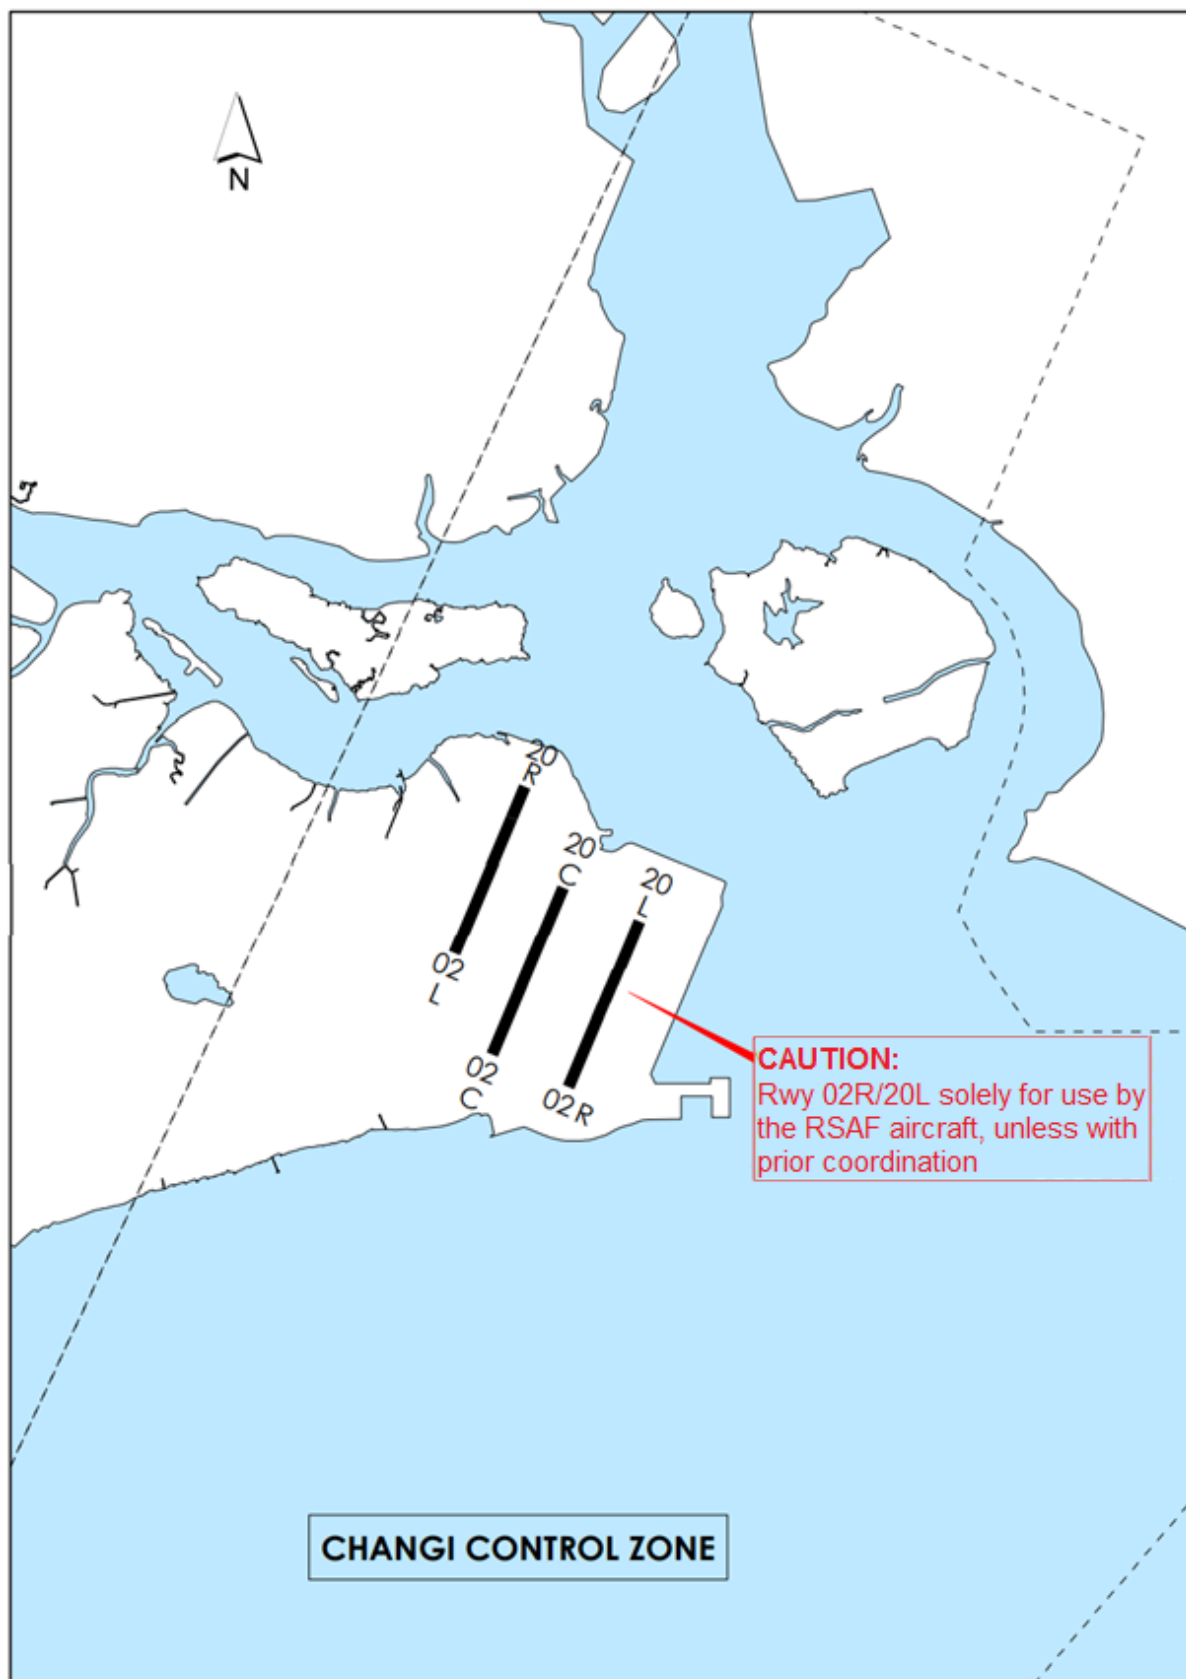 N
20
R
20
C
20
L
02
L
02
C
02R
CAUTION:
Rwy 02R/20L solely for use by
the RSAF aircraft, unless with
prior coordination
CHANGI CONTROL ZONE